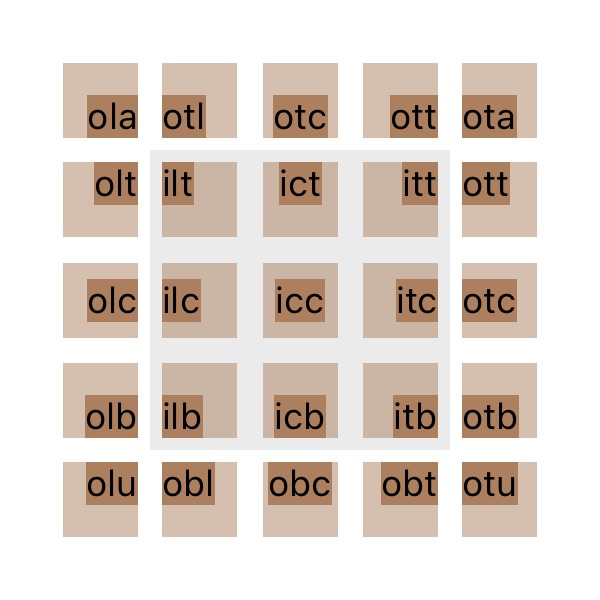 ola otl otc ott ota
olt ilt ict itt ott
olc ilc icc itc otc
olb ilb icb itb otb
olu obl obc obt otu